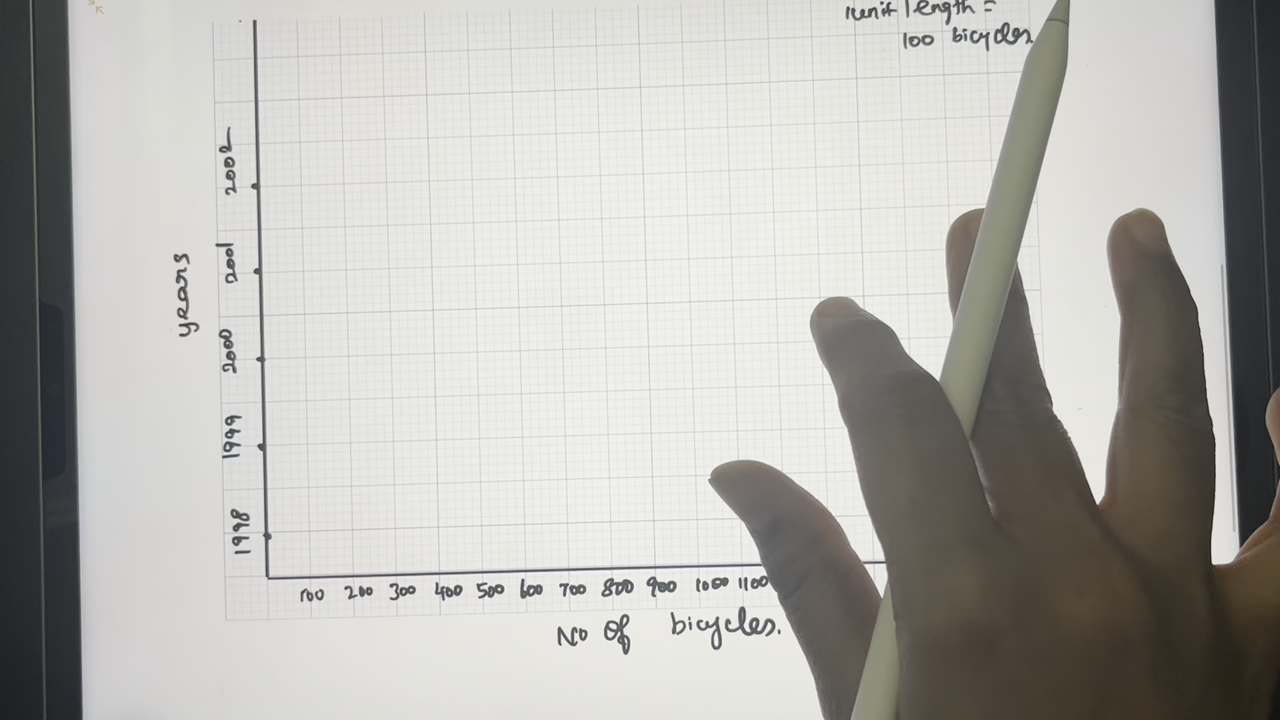 1unit length =
100 bicycles
2002
2001
years
2000
1999
1998
100 200 300 400 500 600 700 800 900 1000 1100
No of bicycles.